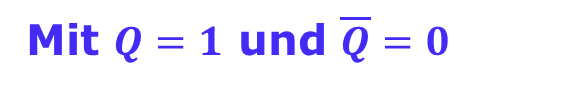 Mit Q = 1 und Q̅ = 0